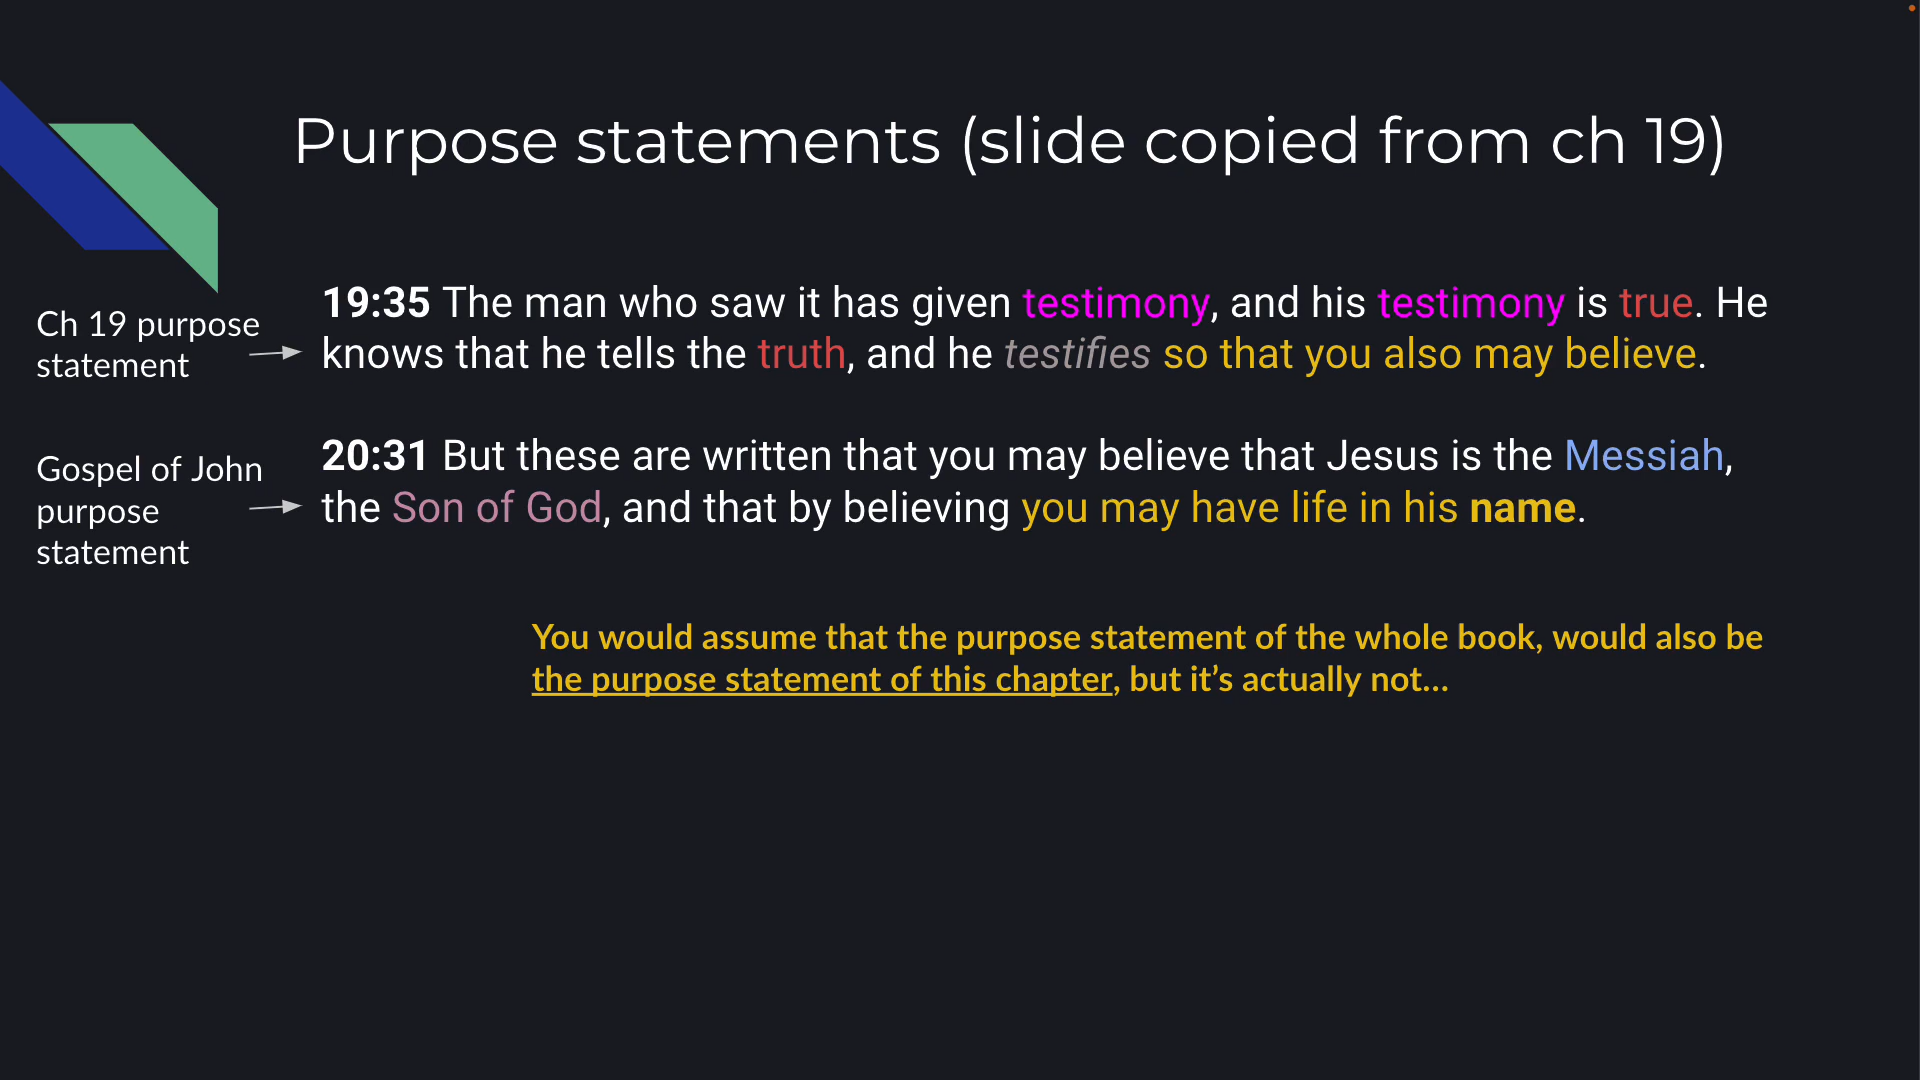 Purpose statements (slide copied from ch 19)
Ch 19 purpose
statement
19:35 The man who saw it has given testimony, and his testimony is true. He
knows that he tells the truth, and he testifies so that you also may believe.
Gospel of John
purpose
statement
20:31 But these are written that you may believe that Jesus is the Messiah,
the Son of God, and that by believing you may have life in his name.
You would assume that the purpose statement of the whole book, would also be
the purpose statement of this chapter, but it’s actually not...